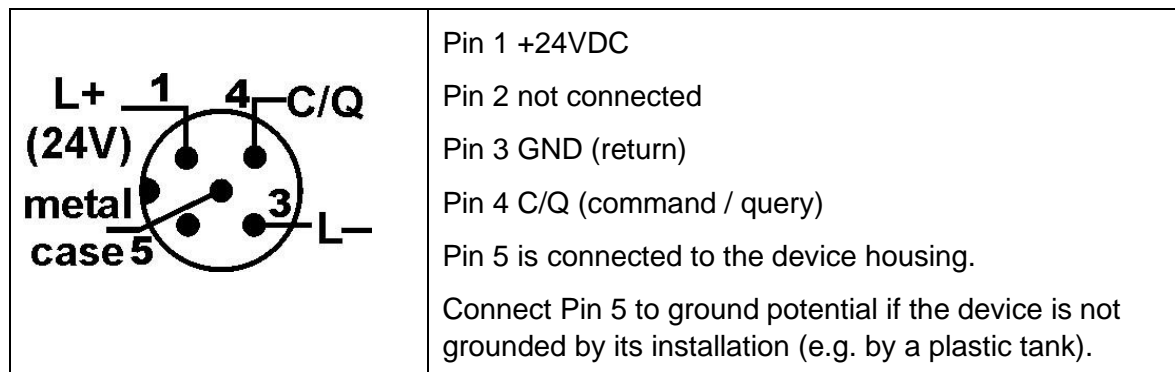 L+ 1 4 C/Q
(24V)
metal 3
case 5 L–
Pin 1 +24VDC
Pin 2 not connected
Pin 3 GND (return)
Pin 4 C/Q (command / query)
Pin 5 is connected to the device housing.
Connect Pin 5 to ground potential if the device is not
grounded by its installation (e.g. by a plastic tank).